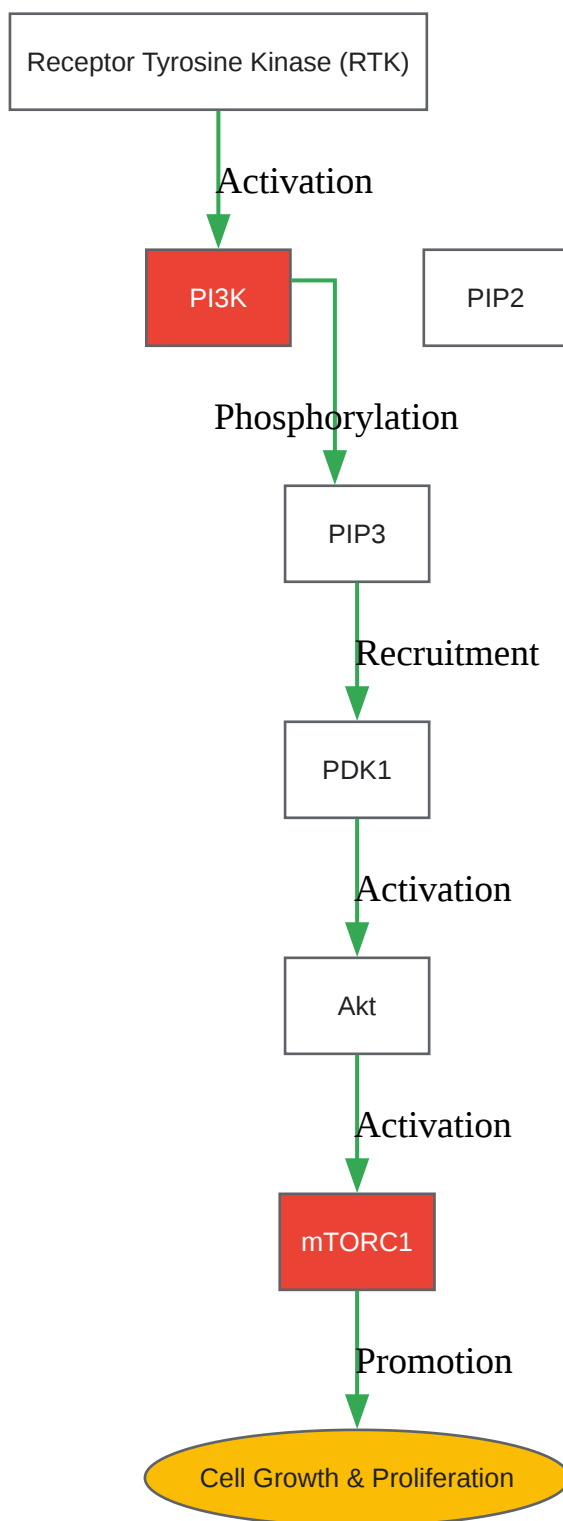 Receptor Tyrosine Kinase (RTK)
Activation
PI3K
PIP2
Phosphorylation
PIP3
Recruitment
PDK1
Activation
Akt
Activation
mTORC1
Promotion
Cell Growth & Proliferation